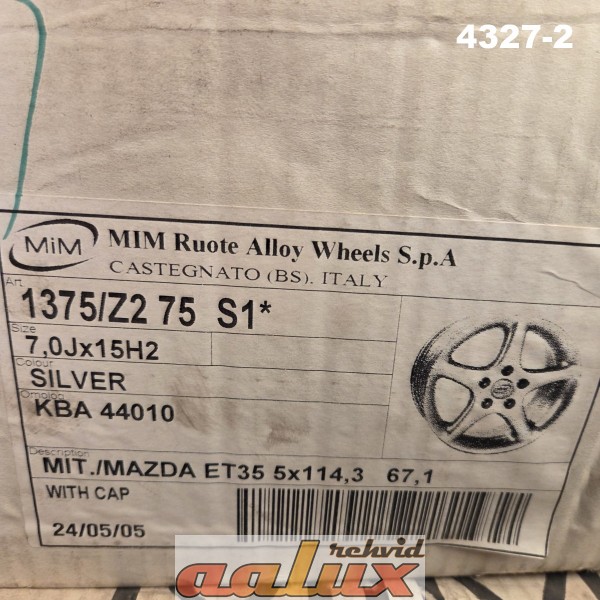 4327-2
MiM
MIM Ruote Alloy Wheels S.p.A
CASTEGNATO (BS). ITALY
Art.
1375/Z2 75 S1*
Size
7,0Jx15H2
Colour
SILVER
Omolog.
KBA 44010
Description
MIT./MAZDA ET35 5x114,3 67,1
WITH CAP
24/05/05
rehvid
aalux